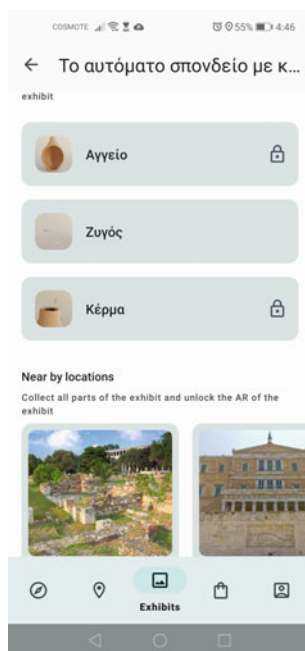 COSMOTE 55% 4:46
Το αυτόματο σπονδείο με κ...
exhibit
Αγγείο
Ζυγός
Κέρμα
Near by locations
Collect all parts of the exhibit and unlock the AR of the
exhibit
Exhibits